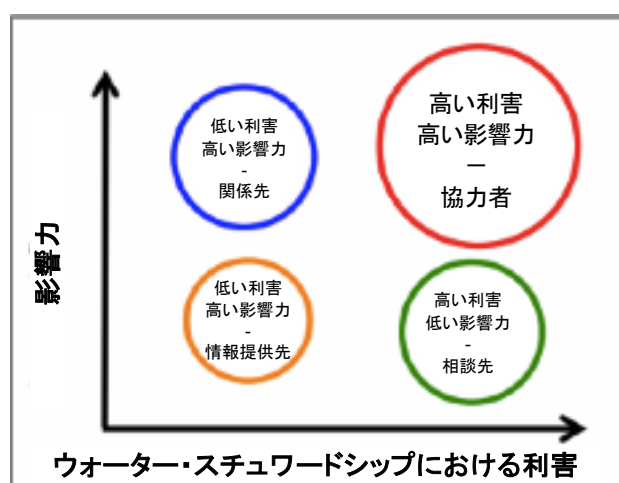 低い利害
高い影響力
-
関係先
高い利害
高い影響力
－
協力者
影響力
低い利害
高い影響力
-
情報提供先
高い利害
低い影響力
-
相談先
ウォーター・スチュワードシップにおける利害